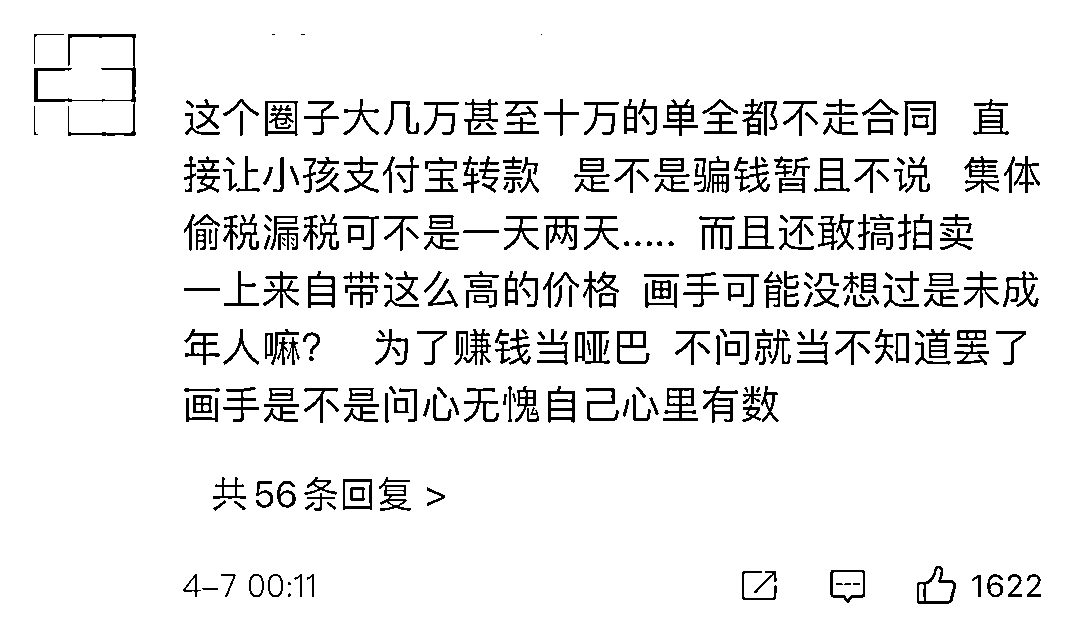 这个圈子大几万甚至十万的单全都不走合同 直
接让小孩支付宝转款 是不是骗钱暂且不说 集体
偷税漏税可不是一天两天..... 而且还敢搞拍卖
一上来自带这么高的价格 画手可能没想过是未成
年人嘛? 为了赚钱当哑巴 不问就当不知道罢了
画手是不是问心无愧自己心里有数
共56条回复 >
4-7 00:11 1622